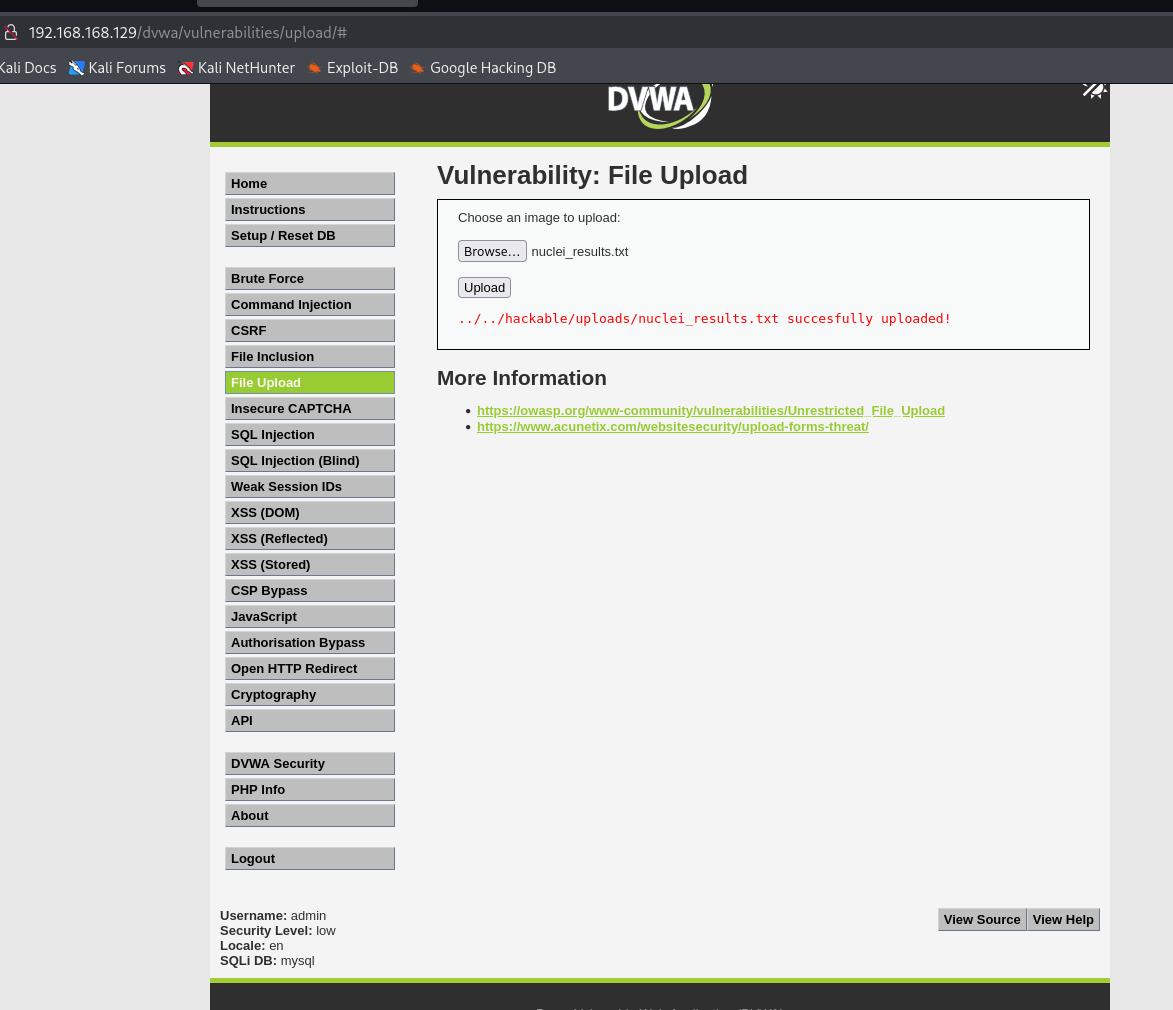 192.168.168.129/dvwa/vulnerabilities/upload/#
Kali Docs Kali Forums Kali NetHunter Exploit-DB Google Hacking DB
DVWA
Home
Instructions
Setup / Reset DB
Brute Force
Command Injection
CSRF
File Inclusion
File Upload
Insecure CAPTCHA
SQL Injection
SQL Injection (Blind)
Weak Session IDs
XSS (DOM)
XSS (Reflected)
XSS (Stored)
CSP Bypass
JavaScript
Authorisation Bypass
Open HTTP Redirect
Cryptography
API
DVWA Security
PHP Info
About
Logout
Vulnerability: File Upload
Choose an image to upload:
Browse... nuclei_results.txt
Upload
../../hackable/uploads/nuclei_results.txt succesfully uploaded!
More Information
https://owasp.org/www-community/vulnerabilities/Unrestricted_File_Upload
https://www.acunetix.com/websitesecurity/upload-forms-threat/
Username: admin
Security Level: low
Locale: en
SQLi DB: mysql
View Source View Help